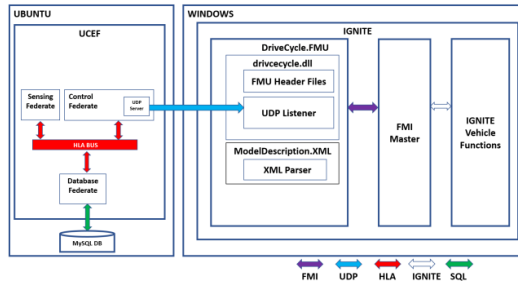 UBUNTU
UCEF
Sensing
Federate
Control
Federate
UDP
Server
HLA BUS
Database
Federate
MySQL DB
WINDOWS
IGNITE
DriveCycle.FMU
drivcecycle.dll
FMU Header Files
UDP Listener
ModelDescription.XML
XML Parser
FMI
Master
IGNITE
Vehicle
Functions
FMI
UDP
HLA
IGNITE
SQL